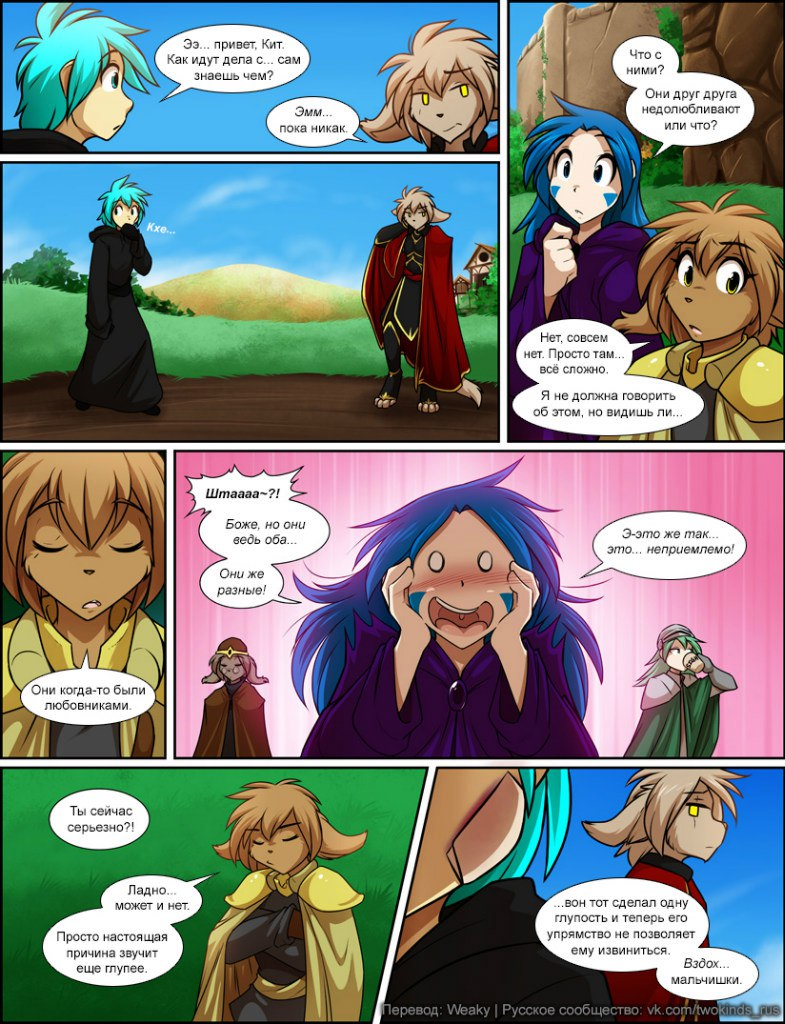 Ээ... привет, Кит.
Как идут дела с... сам
знаешь чем?
Эмм...
пока никак.
Что с
ними?
Они друг друга
недолюбливают
или что?
Кхе...
Нет, совсем
нет. Просто там...
всё сложно.
Я не должна говорить
об этом, но видишь ли...
Они когда-то были
любовниками.
Штаааа~?!
Боже, но они
ведь оба...
Они же
разные!
Э-это же так...
это... неприемлемо!
Ты сейчас
серьезно?!
Ладно...
может и нет.
Просто настоящая
причина звучит
еще глупее.
...вон тот сделал одну
глупость и теперь его
упрямство не позволяет
ему извиниться.
Вздох...
мальчишки.
Перевод: Weaky | Русское сообщество: vk.com/twokinds_rus